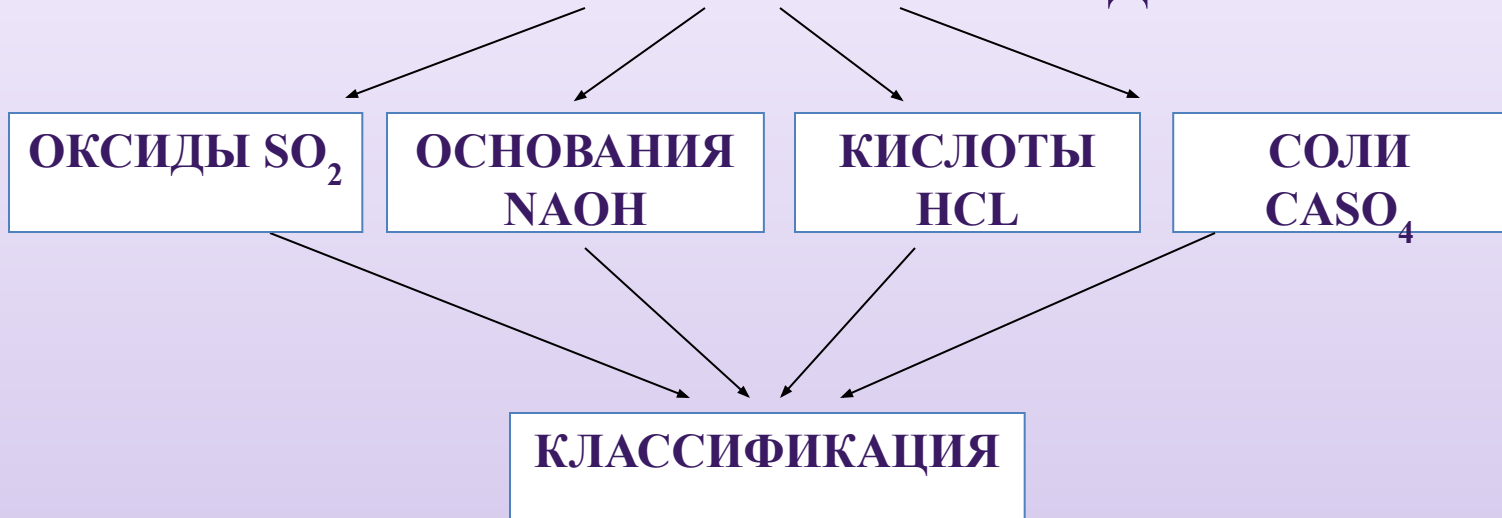 ОКСИДЫ SO₂
ОСНОВАНИЯ
NAOH
КИСЛОТЫ
HCL
СОЛИ
CASO₄
КЛАССИФИКАЦИЯ